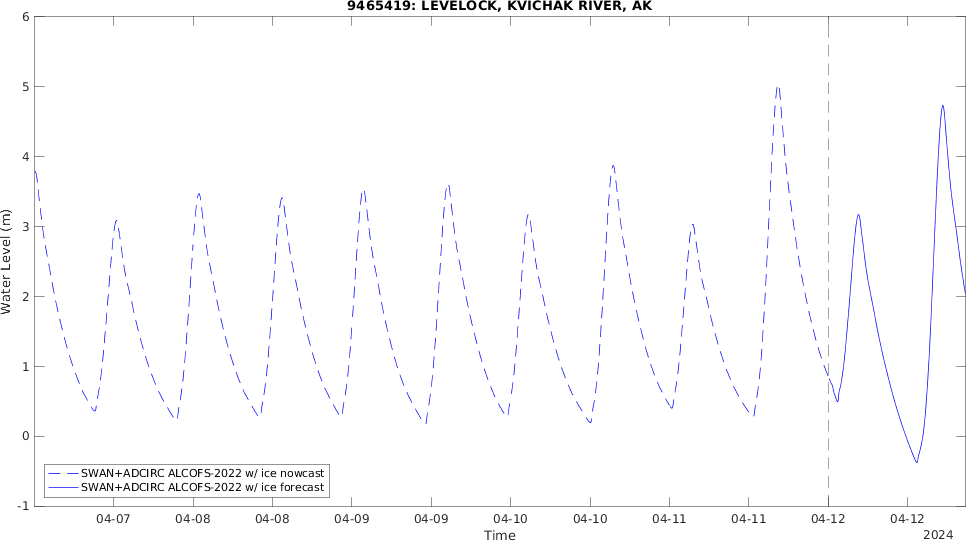 9465419: LEVELOCK, KVICHAK RIVER, AK
6
5
4
3
2
1
0
-1
Water Level (m)
SWAN+ADCIRC ALCOFS-2022 w/ ice nowcast
SWAN+ADCIRC ALCOFS-2022 w/ ice forecast
04-07 04-08 04-08 04-09 04-09 04-10 04-10 04-11 04-11 04-12 04-12
Time
2024